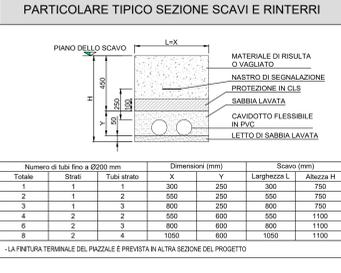 PARTICOLARE TIPICO SEZIONE SCAVI E RINTERRI
L=X
PIANO DELLO SCAVO
MATERIALE DI RISULTA
O VAGLIATO
NASTRO DI SEGNALAZIONE
PROTEZIONE IN CLS
SABBIA LAVATA
CAVIDOTTO FLESSIBILE
IN PVC
LETTO DI SABBIA LAVATA
H
450
250
100
Y
50
Numero di tubi fino a Ø200 mm Dimensioni (mm) Scavo (mm)
Totale Strati Tubi strato X Y Larghezza L Altezza H
1 1 1 300 250 300 750
2 1 2 550 250 550 750
3 1 3 800 250 800 750
4 2 2 550 600 550 1100
6 2 3 800 600 800 1100
8 2 4 1050 600 1050 1100
- LA FINITURA TERMINALE DEL PIAZZALE È PREVISTA IN ALTRA SEZIONE DEL PROGETTO